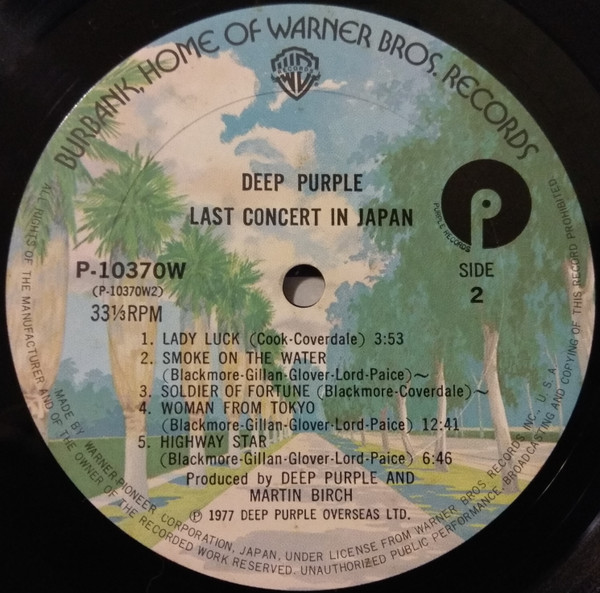 BURBANK, HOME OF WARNER BROS. RECORDS
DEEP PURPLE
LAST CONCERT IN JAPAN
PURPLE RECORDS
P-10370W
(P-10370W2)
33⅓RPM
SIDE
2
1. LADY LUCK (Cook-Coverdale) 3:53
2. SMOKE ON THE WATER
(Blackmore-Gillan-Glover-Lord-Paice)~
3. SOLDIER OF FORTUNE (Blackmore-Coverdale)~
4. WOMAN FROM TOKYO
(Blackmore-Gillan-Glover-Lord-Paice) 12:41
5. HIGHWAY STAR
(Blackmore-Gillan-Glover-Lord-Paice) 6:46
Produced by DEEP PURPLE AND
MARTIN BIRCH
℗ 1977 DEEP PURPLE OVERSEAS LTD.
MADE BY WARNER-PIONEER CORPORATION, JAPAN, UNDER LICENSE FROM WARNER BROS RECORDS INC., U.S.A.
ALL RIGHTS OF THE MANUFACTURER AND OF THE OWNER OF THE RECORDED WORK RESERVED. UNAUTHORIZED PUBLIC PERFORMANCE, BROADCASTING AND COPYING OF THIS RECORD PROHIBITED